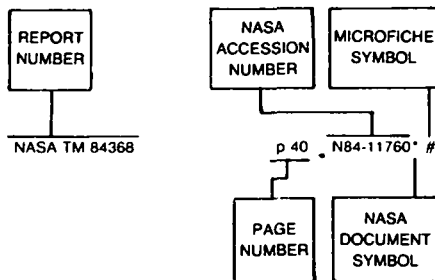 REPORT
NUMBER
NASA
ACCESSION
NUMBER
MICROFICHE
SYMBOL
NASA TM 84368
p 40 . N84-11760* #
PAGE
NUMBER
NASA
DOCUMENT
SYMBOL